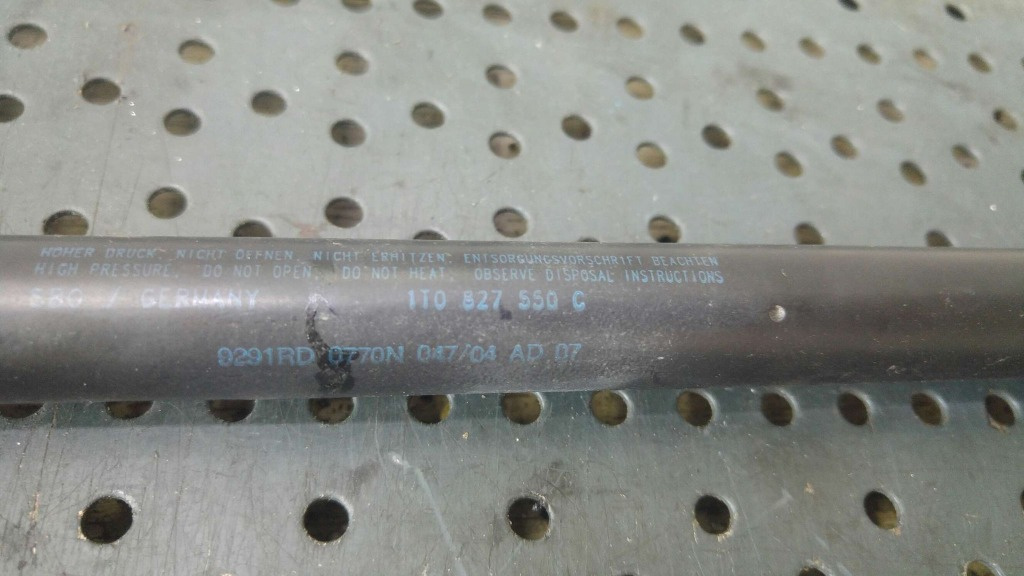 HOHER DRUCK, NICHT OEFNEN, NICHT ERHITZEN, ENTSORGUNGSVORSCHRIFT BEACHTEN
HIGH PRESSURE, DO NOT OPEN, DO NOT HEAT, OBSERVE DISPOSAL INSTRUCTIONS
/ GERMANY 1T0 827 550 C
9291RD 0770N 047/04 AD 07